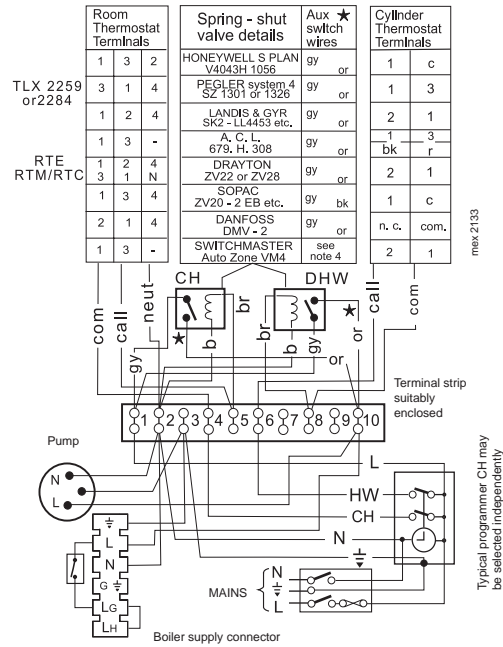 Room Thermostat Terminals
Spring - shut valve details
Aux ★ switch wires
Cylinder Thermostat Terminals
1 3 2 HONEYWELL S PLAN V4043H 1056 gy or 1 c
TLX 2259 or2284 3 1 4 PEGLER system 4 SZ 1301 or 1326 gy or 1 3
1 2 4 LANDIS & GYR SK2 - LL4453 etc. gy or 2 1
1 3 - A. C. L. 679. H. 308 gy or 1 bk 3 r
RTE 1 2 4 DRAYTON ZV22 or ZV28 gy or 2 1
RTM/RTC 3 1 N
1 3 4 SOPAC ZV20 - 2 EB etc. gy bk 1 c
2 1 4 DANFOSS DMV - 2 gy or n. c. com.
1 3 - SWITCHMASTER Auto Zone VM4 see note 4 2 1
mex 2133
CH DHW
com call neut gy ★ b br br b gy or ★ or call com
Terminal strip suitably enclosed
1 2 3 4 5 6 7 8 9 10
Pump
N
L
L
HW
CH
N
Typical programmer CH may be selected independently
MAINS
N
L
L
N
G
LG
LH
Boiler supply connector